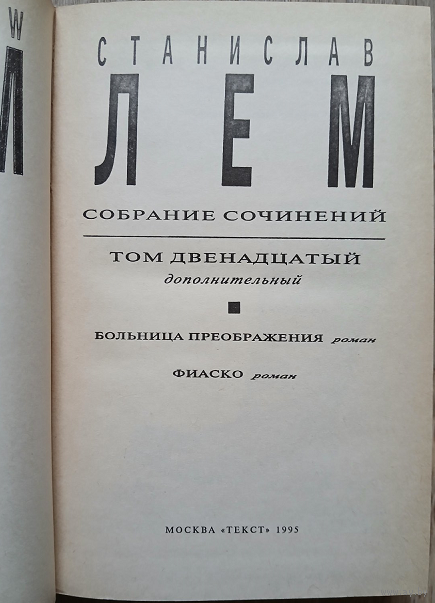 W
Л
СТАНИСЛАВ
ЛЕМ
СОБРАНИЕ СОЧИНЕНИЙ
ТОМ ДВЕНАДЦАТЫЙ
дополнительный
БОЛЬНИЦА ПРЕОБРАЖЕНИЯ роман
ФИАСКО роман
МОСКВА «ТЕКСТ» 1995